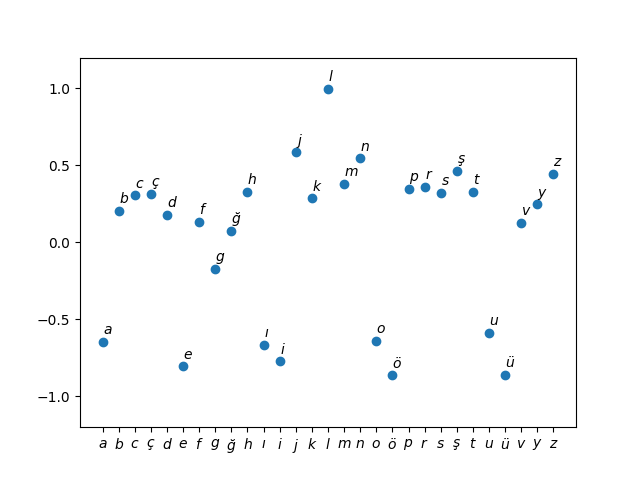 1.0
0.5
0.0
−0.5
−1.0
a
b
c
ç
d
e
f
g
ğ
h
ı
i
j
k
l
m
n
o
ö
p
r
s
ş
t
u
ü
v
y
z
a b c ç d e f g ğ h ı i j k l m n o ö p r s ş t u ü v y z